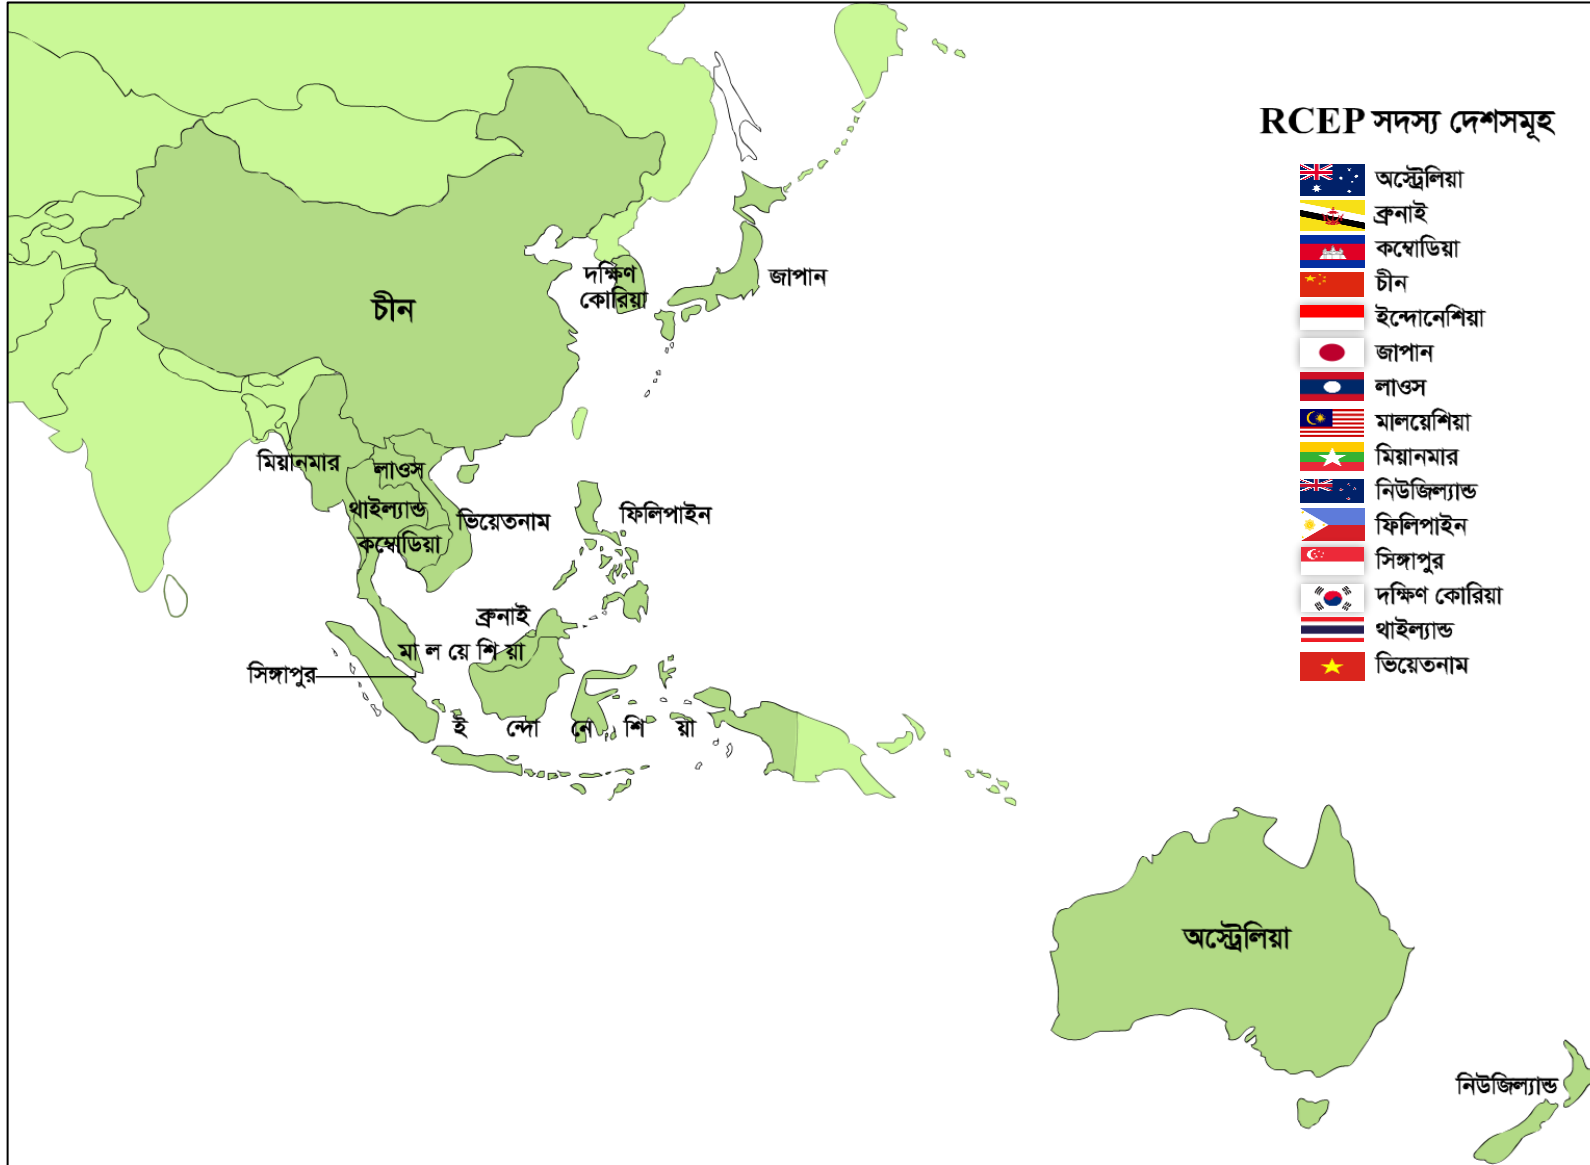 RCEP সদস্য দেশসমূহ
অস্ট্রেলিয়া
ব্রুনাই
কম্বোডিয়া
চীন
ইন্দোনেশিয়া
জাপান
লাওস
মালয়েশিয়া
মিয়ানমার
নিউজিল্যান্ড
ফিলিপাইন
সিঙ্গাপুর
দক্ষিণ কোরিয়া
থাইল্যান্ড
ভিয়েতনাম
চীন
দক্ষিণ
কোরিয়া
জাপান
মিয়ানমার
লাওস
থাইল্যান্ড
ভিয়েতনাম
কম্বোডিয়া
ফিলিপাইন
ব্রুনাই
মা ল য়ে শি য়া
সিঙ্গাপুর
ই ন্দো নে শি য়া
অস্ট্রেলিয়া
নিউজিল্যান্ড